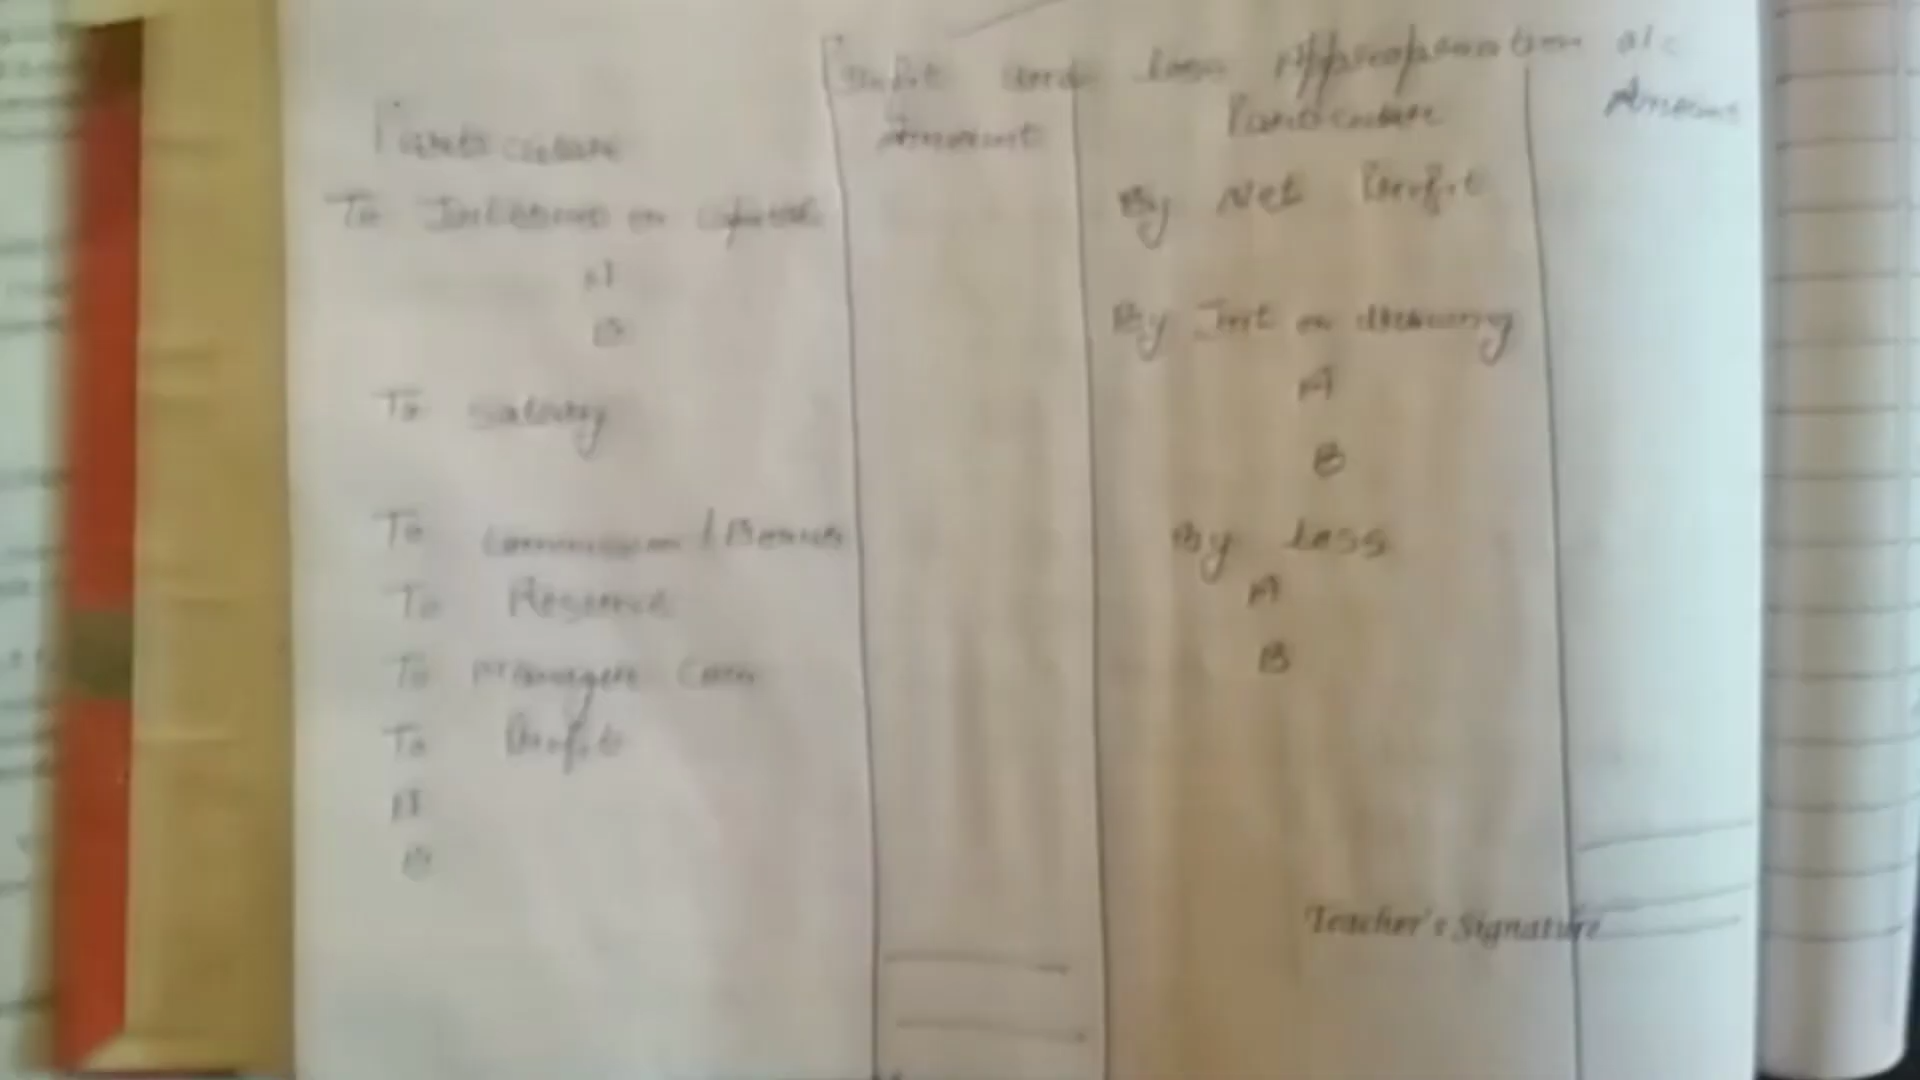 Profit and Loss Appropriation a/c
Particulars Amount Particulars Amount
To Interest on capital By Net Profit
A
B By Int on drawing
A
To Salary B
To Commission / Bonus By Loss
To Reserve A
To Manager Com B
To Profit
A
B
Teacher's Signature